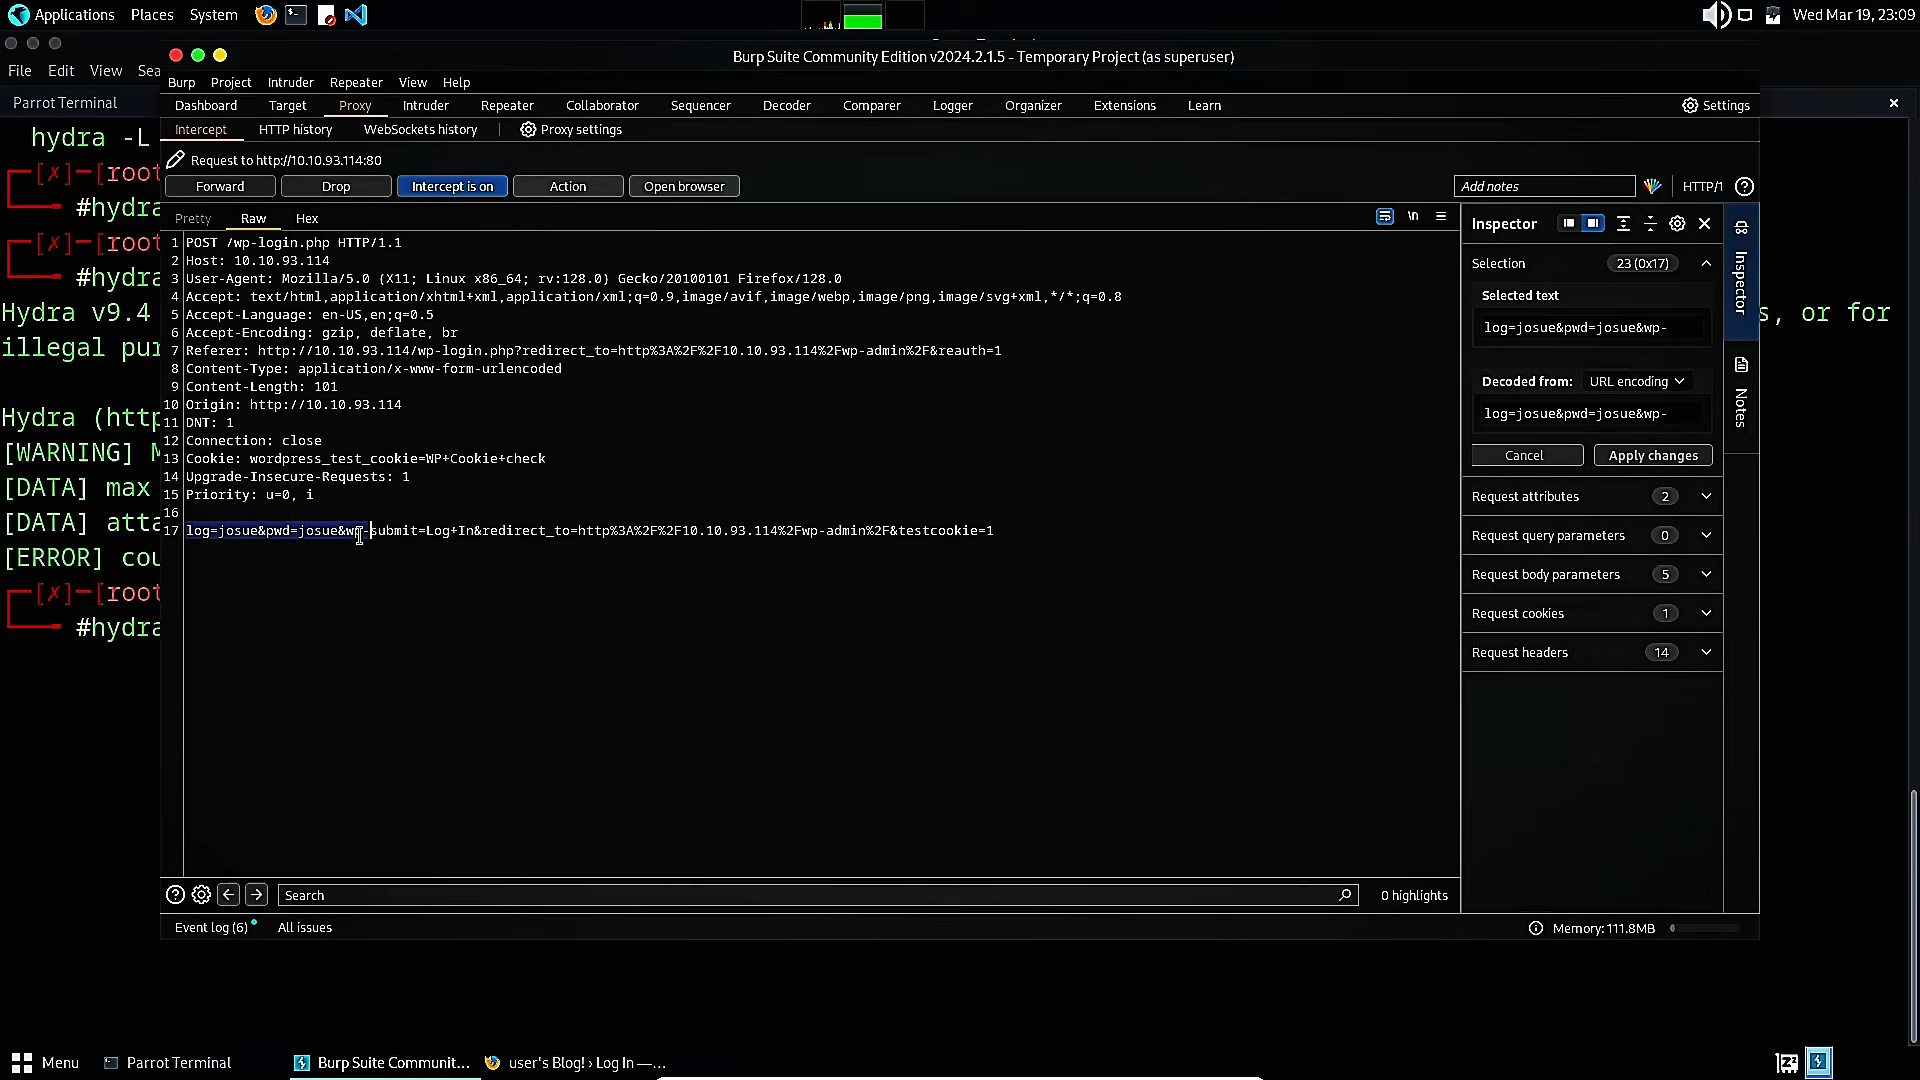 Applications Places System
Wed Mar 19, 23:09
File Edit View Sea
Parrot Terminal
hydra -L
[✗]─[root
#hydra
[✗]─[root
#hydra
Hydra v9.4
s, or for
illegal pur
Hydra (http
[WARNING] M
[DATA] max
[DATA] atta
[ERROR] cou
[✗]─[root
#hydra
Burp Suite Community Edition v2024.2.1.5 - Temporary Project (as superuser)
Burp Project Intruder Repeater View Help
Dashboard Target Proxy Intruder Repeater Collaborator Sequencer Decoder Comparer Logger Organizer Extensions Learn Settings
Intercept HTTP history WebSockets history Proxy settings
Request to http://10.10.93.114:80
Forward Drop Intercept is on Action Open browser Add notes HTTP/1
Pretty Raw Hex \n
1 POST /wp-login.php HTTP/1.1
2 Host: 10.10.93.114
3 User-Agent: Mozilla/5.0 (X11; Linux x86_64; rv:128.0) Gecko/20100101 Firefox/128.0
4 Accept: text/html,application/xhtml+xml,application/xml;q=0.9,image/avif,image/webp,image/png,image/svg+xml,*/*;q=0.8
5 Accept-Language: en-US,en;q=0.5
6 Accept-Encoding: gzip, deflate, br
7 Referer: http://10.10.93.114/wp-login.php?redirect_to=http%3A%2F%2F10.10.93.114%2Fwp-admin%2F&reauth=1
8 Content-Type: application/x-www-form-urlencoded
9 Content-Length: 101
10 Origin: http://10.10.93.114
11 DNT: 1
12 Connection: close
13 Cookie: wordpress_test_cookie=WP+Cookie+check
14 Upgrade-Insecure-Requests: 1
15 Priority: u=0, i
16
17 log=josue&pwd=josue&wp-submit=Log+In&redirect_to=http%3A%2F%2F10.10.93.114%2Fwp-admin%2F&testcookie=1
Inspector
Selection 23 (0x17)
Selected text
log=josue&pwd=josue&wp-
Decoded from: URL encoding
log=josue&pwd=josue&wp-
Cancel Apply changes
Request attributes 2
Request query parameters 0
Request body parameters 5
Request cookies 1
Request headers 14
Inspector
Notes
Search 0 highlights
Event log (6) All issues Memory: 111.8MB
Menu Parrot Terminal Burp Suite Communit... user's Blog! › Log In —...